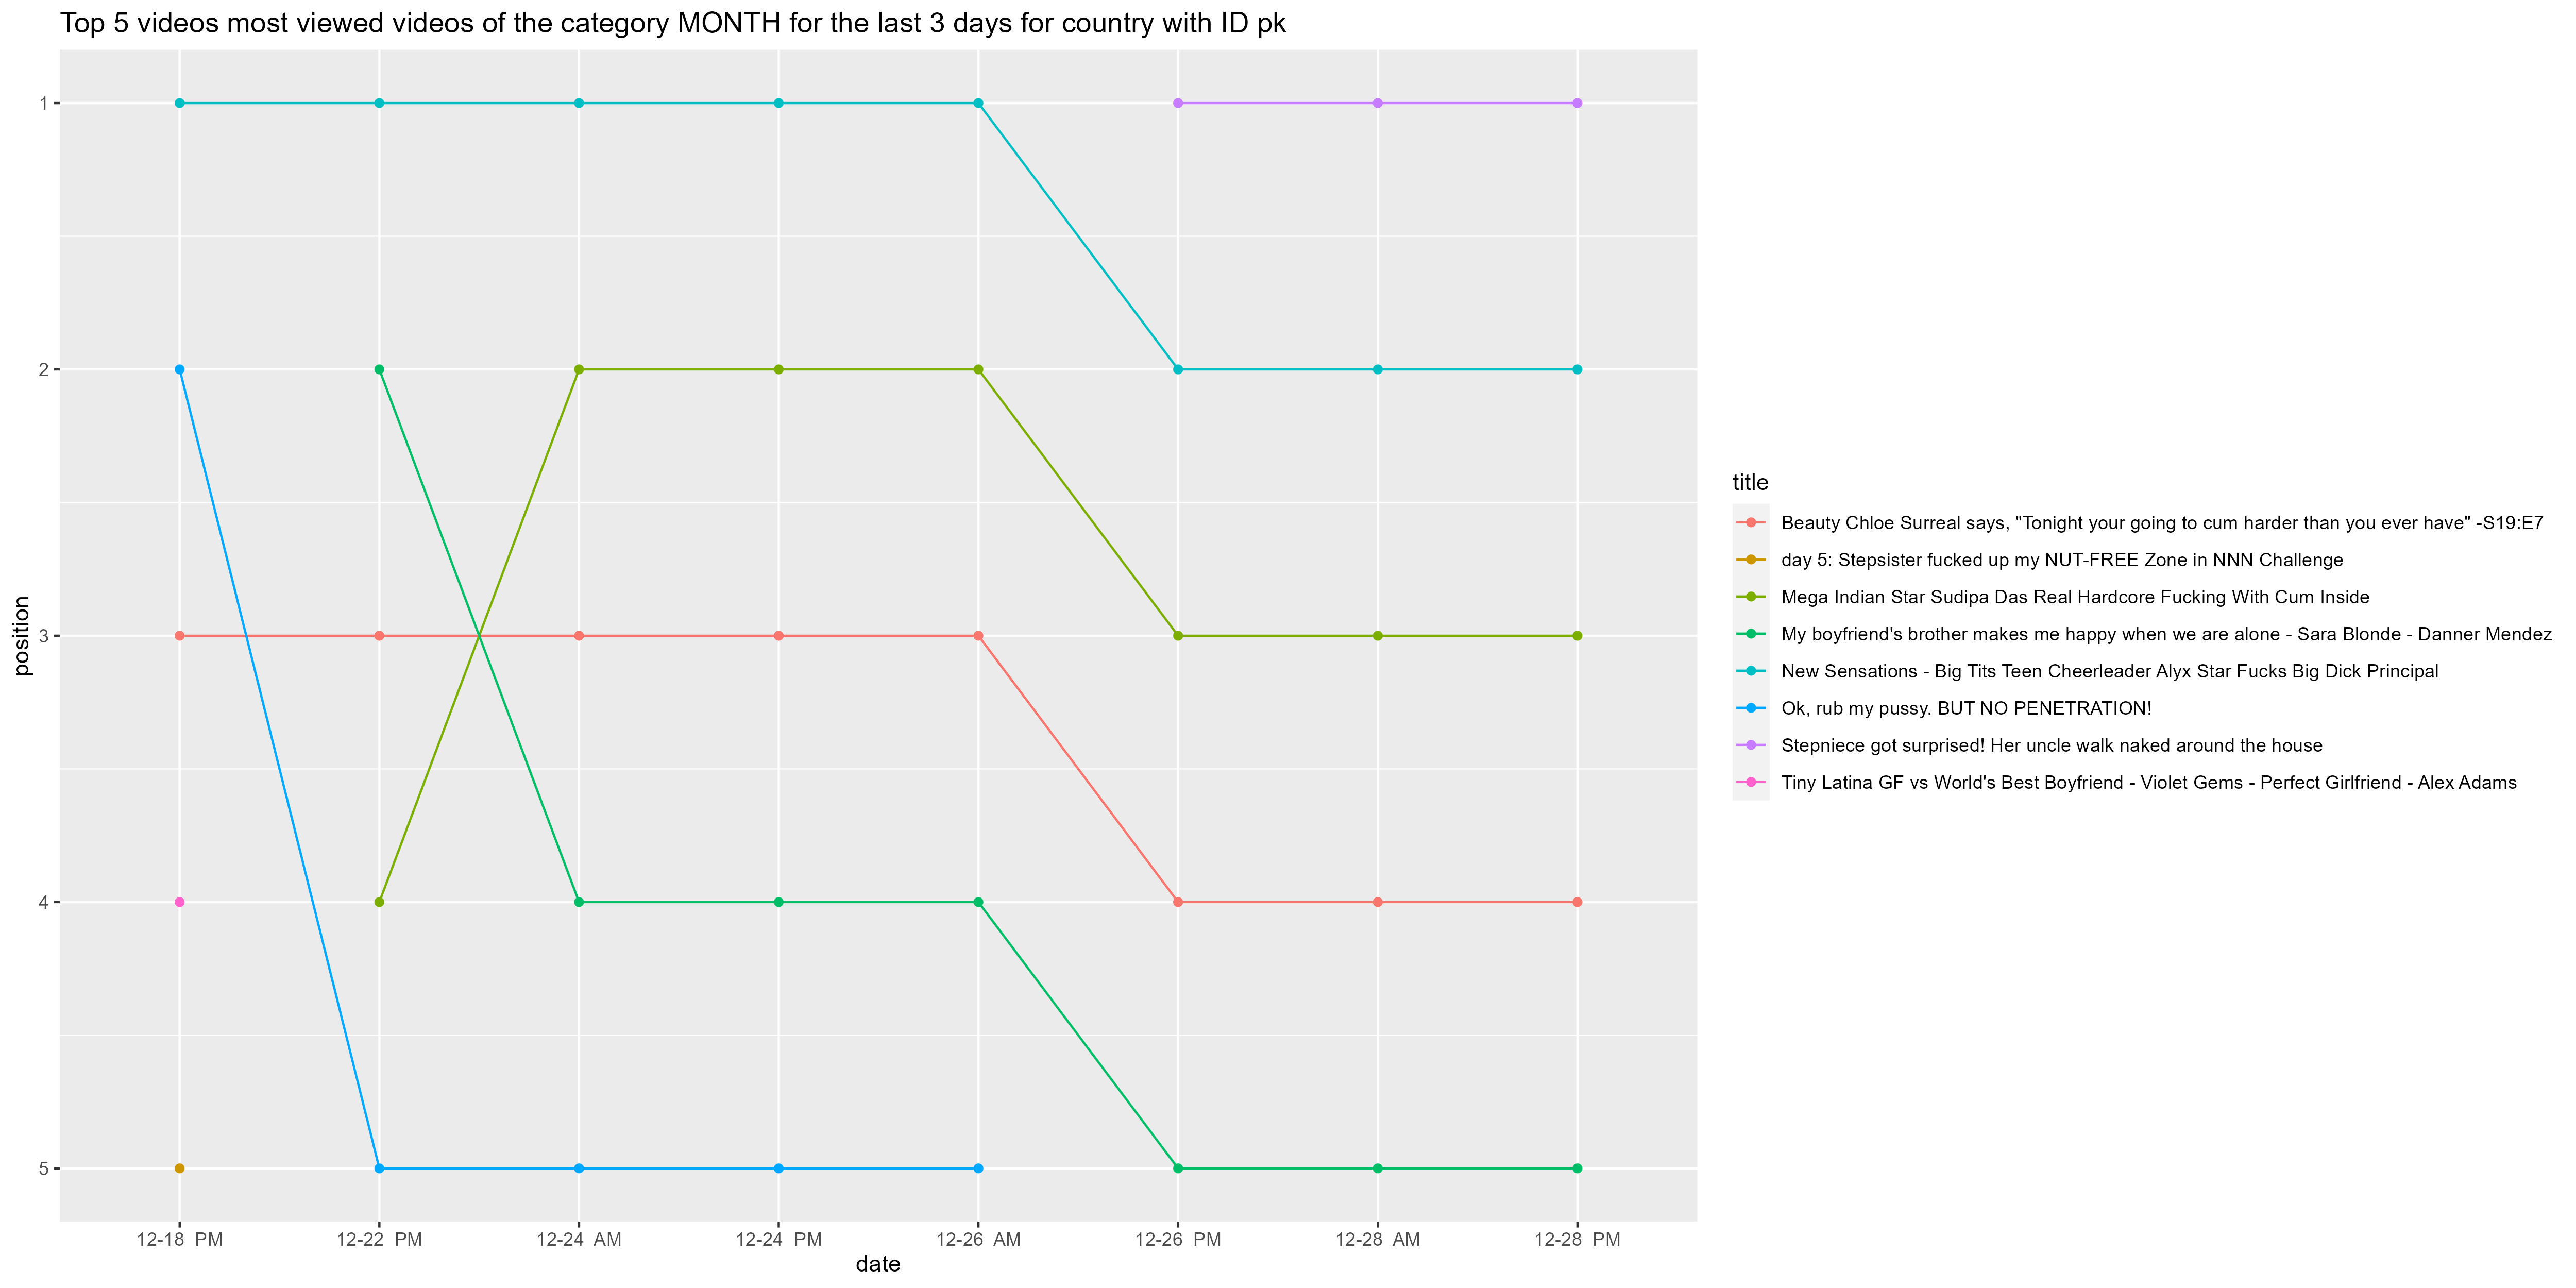 Top 5 videos most viewed videos of the category MONTH for the last 3 days for country with ID pk
position
1
2
3
4
5
12-18 PM
12-22 PM
12-24 AM
12-24 PM
12-26 AM
12-26 PM
12-28 AM
12-28 PM
date
title
Beauty Chloe Surreal says, "Tonight your going to cum harder than you ever have" -S19:E7
day 5: Stepsister fucked up my NUT-FREE Zone in NNN Challenge
Mega Indian Star Sudipa Das Real Hardcore Fucking With Cum Inside
My boyfriend's brother makes me happy when we are alone - Sara Blonde - Danner Mendez
New Sensations - Big Tits Teen Cheerleader Alyx Star Fucks Big Dick Principal
Ok, rub my pussy. BUT NO PENETRATION!
Stepniece got surprised! Her uncle walk naked around the house
Tiny Latina GF vs World's Best Boyfriend - Violet Gems - Perfect Girlfriend - Alex Adams